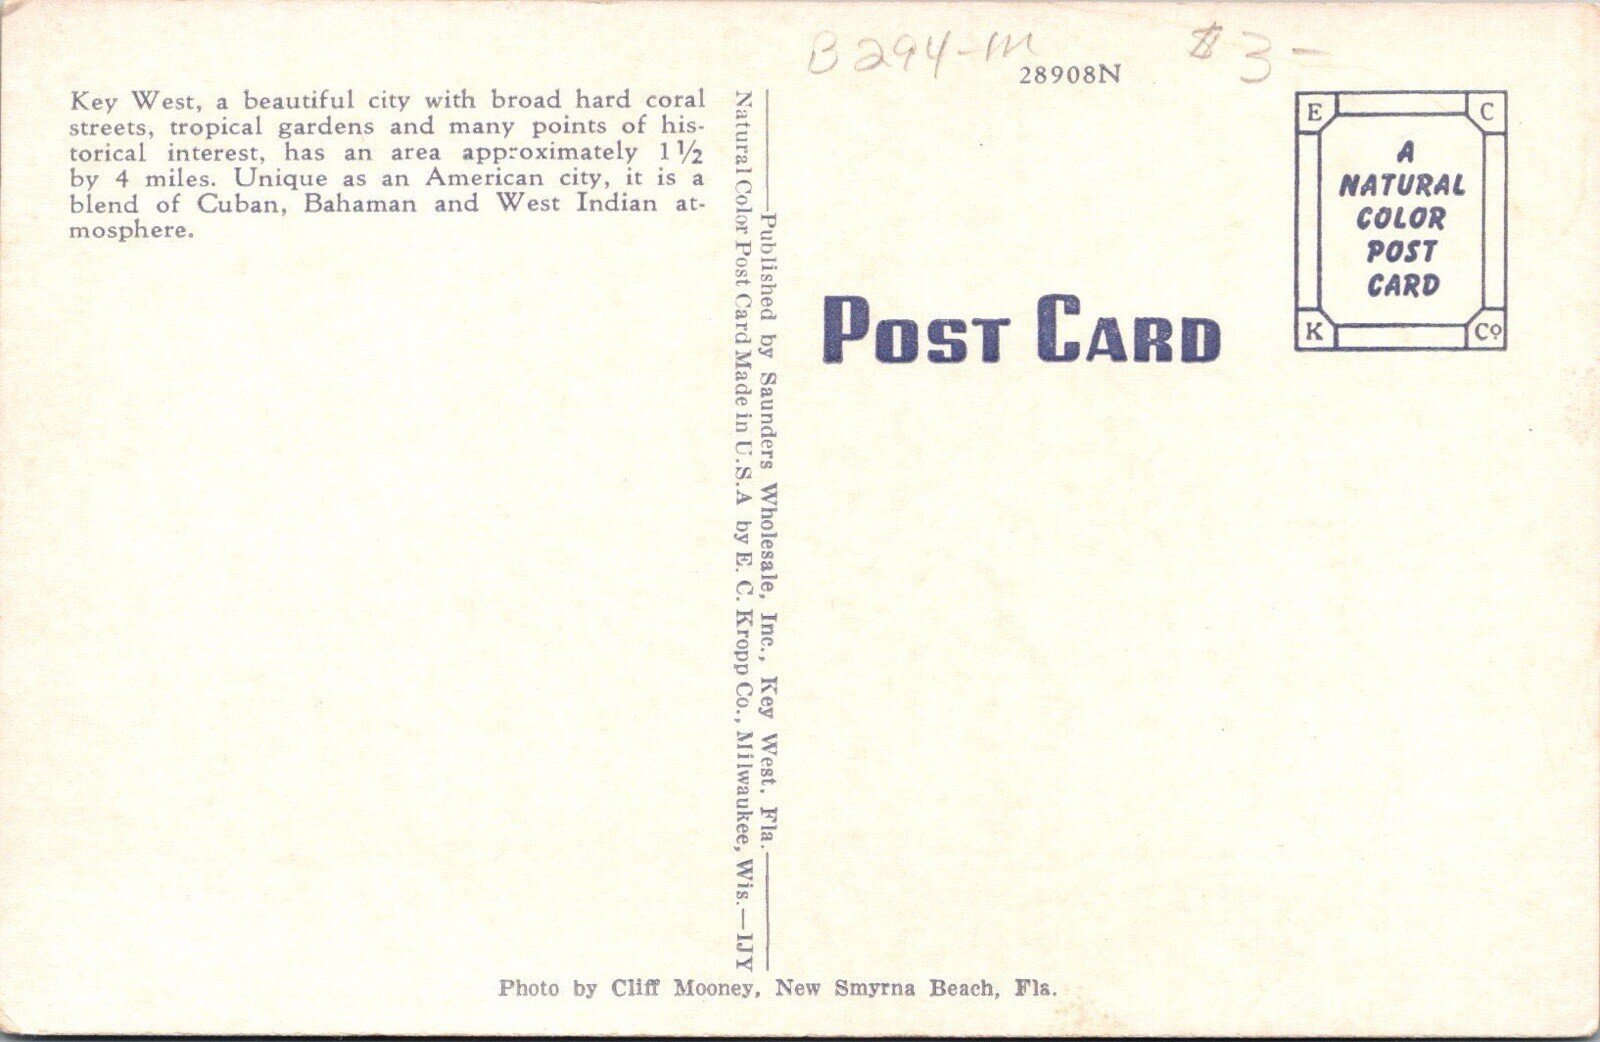 B294-m
28908N
$3-
Key West, a beautiful city with broad hard coral
streets, tropical gardens and many points of his-
torical interest, has an area approximately 1½
by 4 miles. Unique as an American city, it is a
blend of Cuban, Bahaman and West Indian at-
mosphere.
Published by Saunders Wholesale, Inc., Key West, Fla.
Natural Color Post Card Made in U.S.A by E. C. Kropp Co., Milwaukee, Wis.—IJY
POST CARD
E C
A
NATURAL
COLOR
POST
CARD
K Co
Photo by Cliff Mooney, New Smyrna Beach, Fla.